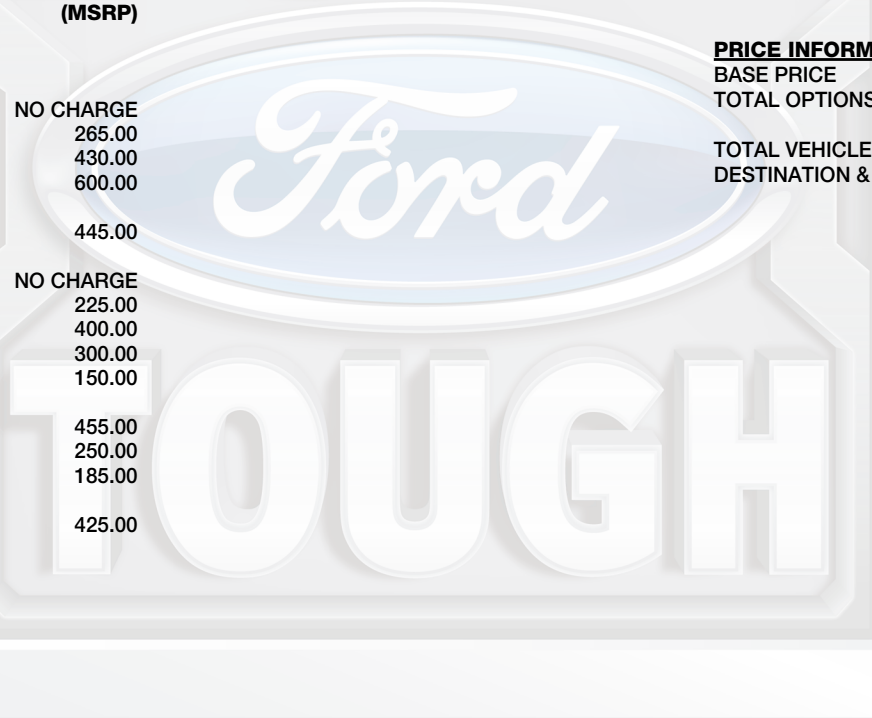 (MSRP)
NO CHARGE
265.00
430.00
600.00
445.00
NO CHARGE
225.00
400.00
300.00
150.00
455.00
250.00
185.00
425.00
PRICE INFORM
BASE PRICE
TOTAL OPTIONS
TOTAL VEHICLE
DESTINATION &
Ford
TOUGH